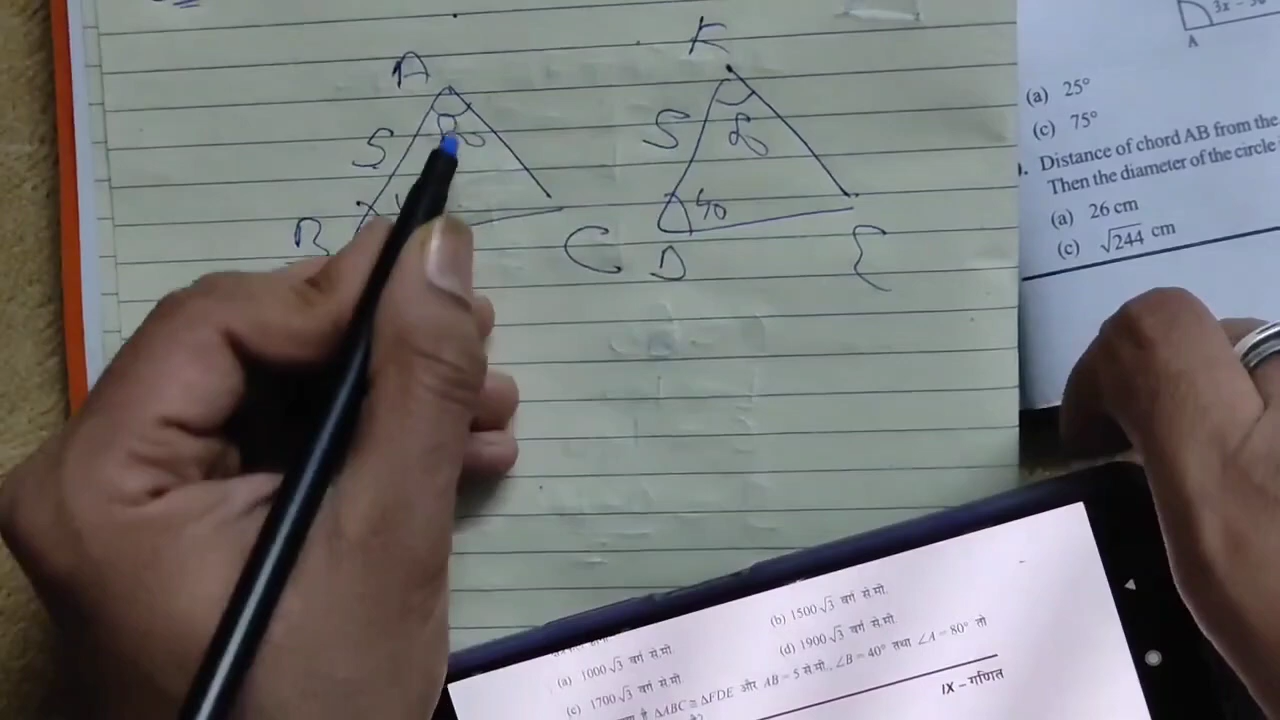 A
5
80
B
C
F
5
80
40
D
E
3x –
A
(a) 25°
(c) 75°
Distance of chord AB from the
Then the diameter of the circle
(a) 26 cm
(c) √244 cm
(a) 1000√3 वर्ग से.मी.
(b) 1500√3 वर्ग से.मी.
(c) 1700√3 वर्ग से.मी.
(d) 1900√3 वर्ग से.मी.
है ΔABC ≅ ΔFDE और AB = 5 से.मी., ∠B = 40° तथा ∠A = 80° तो
IX – गणित